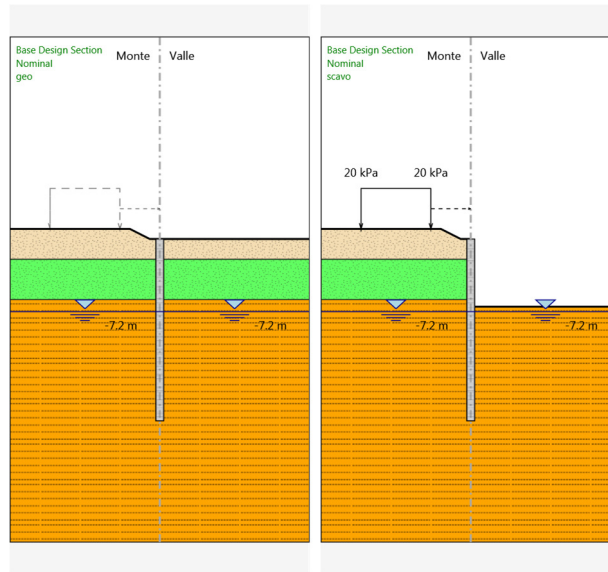 Base Design Section
Nominal
geo
Monte
Valle
-7.2 m
-7.2 m
Base Design Section
Nominal
scavo
Monte
Valle
20 kPa
20 kPa
-7.2 m
-7.2 m